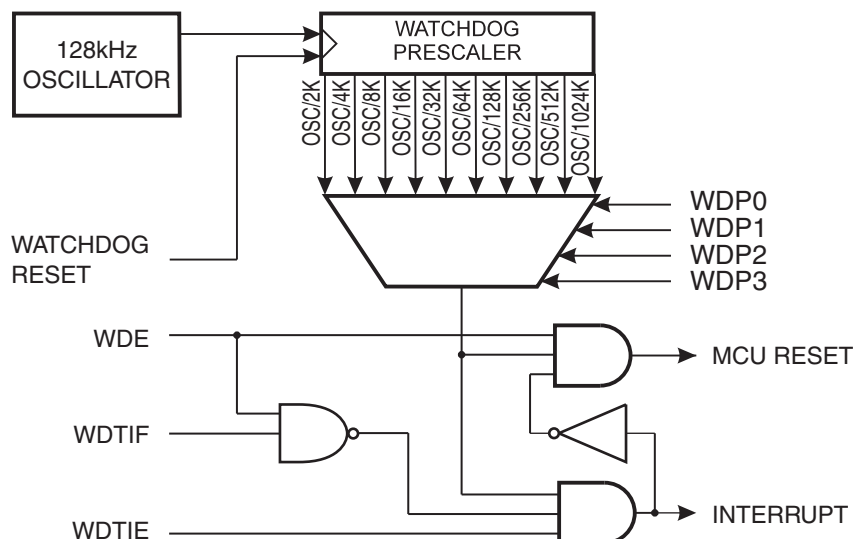 128kHz
OSCILLATOR
WATCHDOG
PRESCALER
OSC/2K
OSC/4K
OSC/8K
OSC/16K
OSC/32K
OSC/64K
OSC/128K
OSC/256K
OSC/512K
OSC/1024K
WDP0
WDP1
WDP2
WDP3
WATCHDOG
RESET
WDE
MCU RESET
WDTIF
INTERRUPT
WDTIE